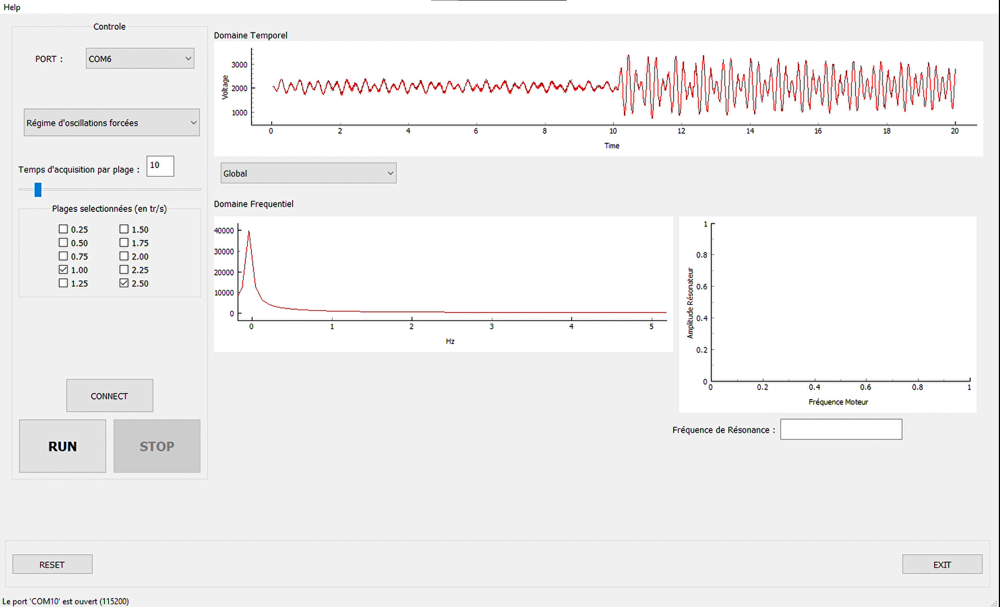 Help
Controle
PORT :
COM6
Régime d'oscillations forcées
Temps d'acquisition par plage :
10
Plages selectionnées (en tr/s)
0.25 1.50
0.50 1.75
0.75 2.00
1.00 2.25
1.25 2.50
CONNECT
RUN
STOP
Domaine Temporel
Voltage
3000
2000
1000
0 2 4 6 8 10 12 14 16 18 20
Time
Global
Domaine Frequentiel
40000
30000
20000
10000
0
0 1 2 3 4 5
Hz
Amplitude Résonateur
1
0.8
0.6
0.4
0.2
0
0 0.2 0.4 0.6 0.8 1
Fréquence Moteur
Fréquence de Résonance :
RESET
EXIT
Le port 'COM10' est ouvert (115200)